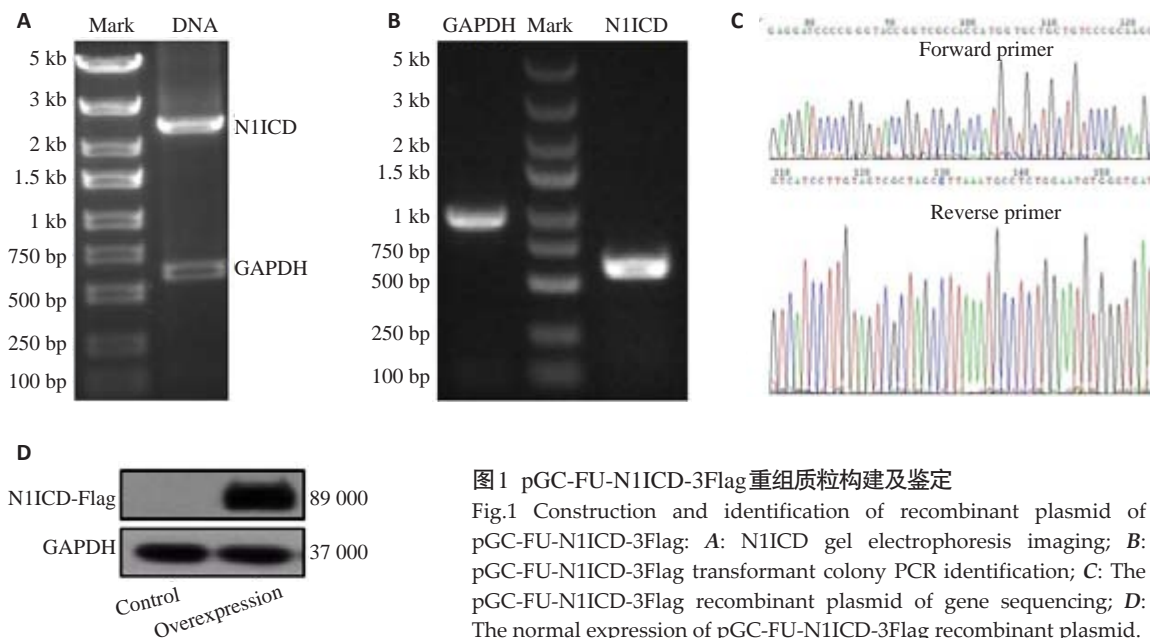 A
Mark DNA
5 kb
3 kb
2 kb
1.5 kb
1 kb
750 bp
500 bp
250 bp
100 bp
N1ICD
GAPDH
B
GAPDH Mark N1ICD
5 kb
3 kb
2 kb
1.5 kb
1 kb
750 bp
500 bp
250 bp
100 bp
C
Forward primer
Reverse primer
D
N1ICD-Flag 89 000
GAPDH 37 000
Control
Overexpression
图1 pGC-FU-N1ICD-3Flag重组质粒构建及鉴定
Fig.1 Construction and identification of recombinant plasmid of
pGC-FU-N1ICD-3Flag: A: N1ICD gel electrophoresis imaging; B:
pGC-FU-N1ICD-3Flag transformant colony PCR identification; C: The
pGC-FU-N1ICD-3Flag recombinant plasmid of gene sequencing; D:
The normal expression of pGC-FU-N1ICD-3Flag recombinant plasmid.